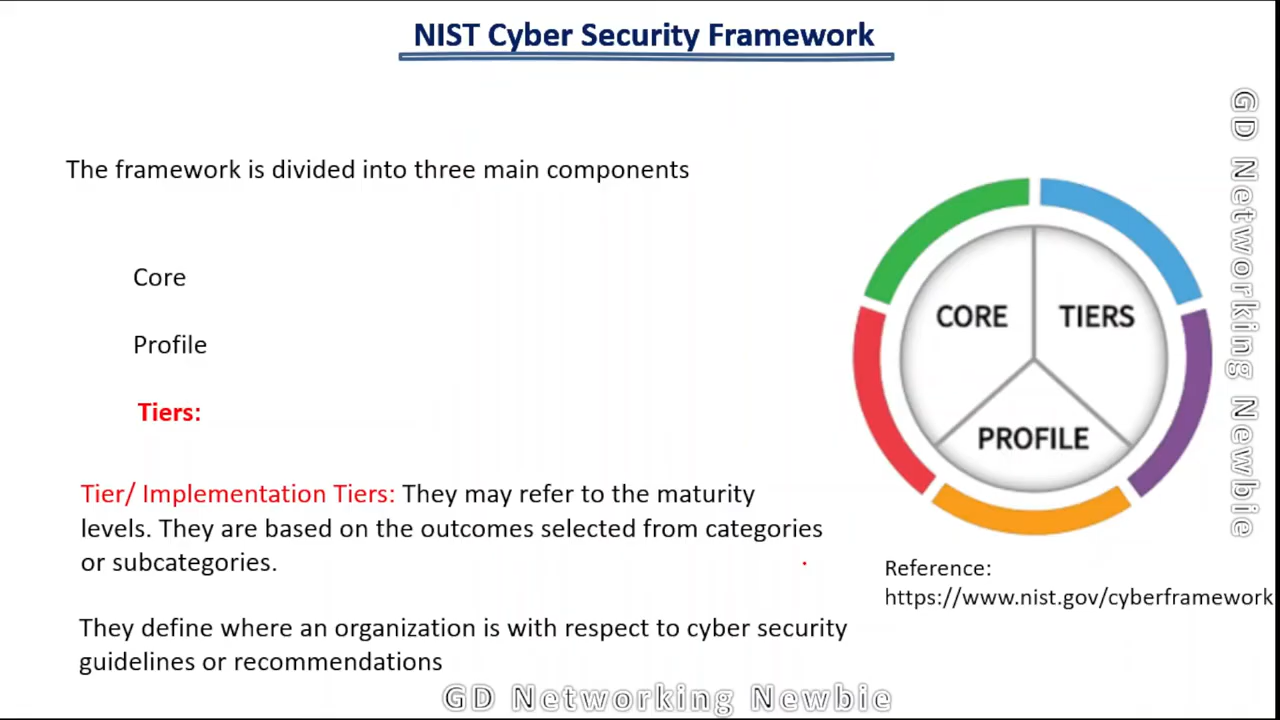 NIST Cyber Security Framework
The framework is divided into three main components
Core
Profile
Tiers:
Tier/ Implementation Tiers: They may refer to the maturity
levels. They are based on the outcomes selected from categories
or subcategories.
They define where an organization is with respect to cyber security
guidelines or recommendations
CORE
TIERS
PROFILE
Reference:
https://www.nist.gov/cyberframework
GD Networking Newbie
GD Networking Newbie